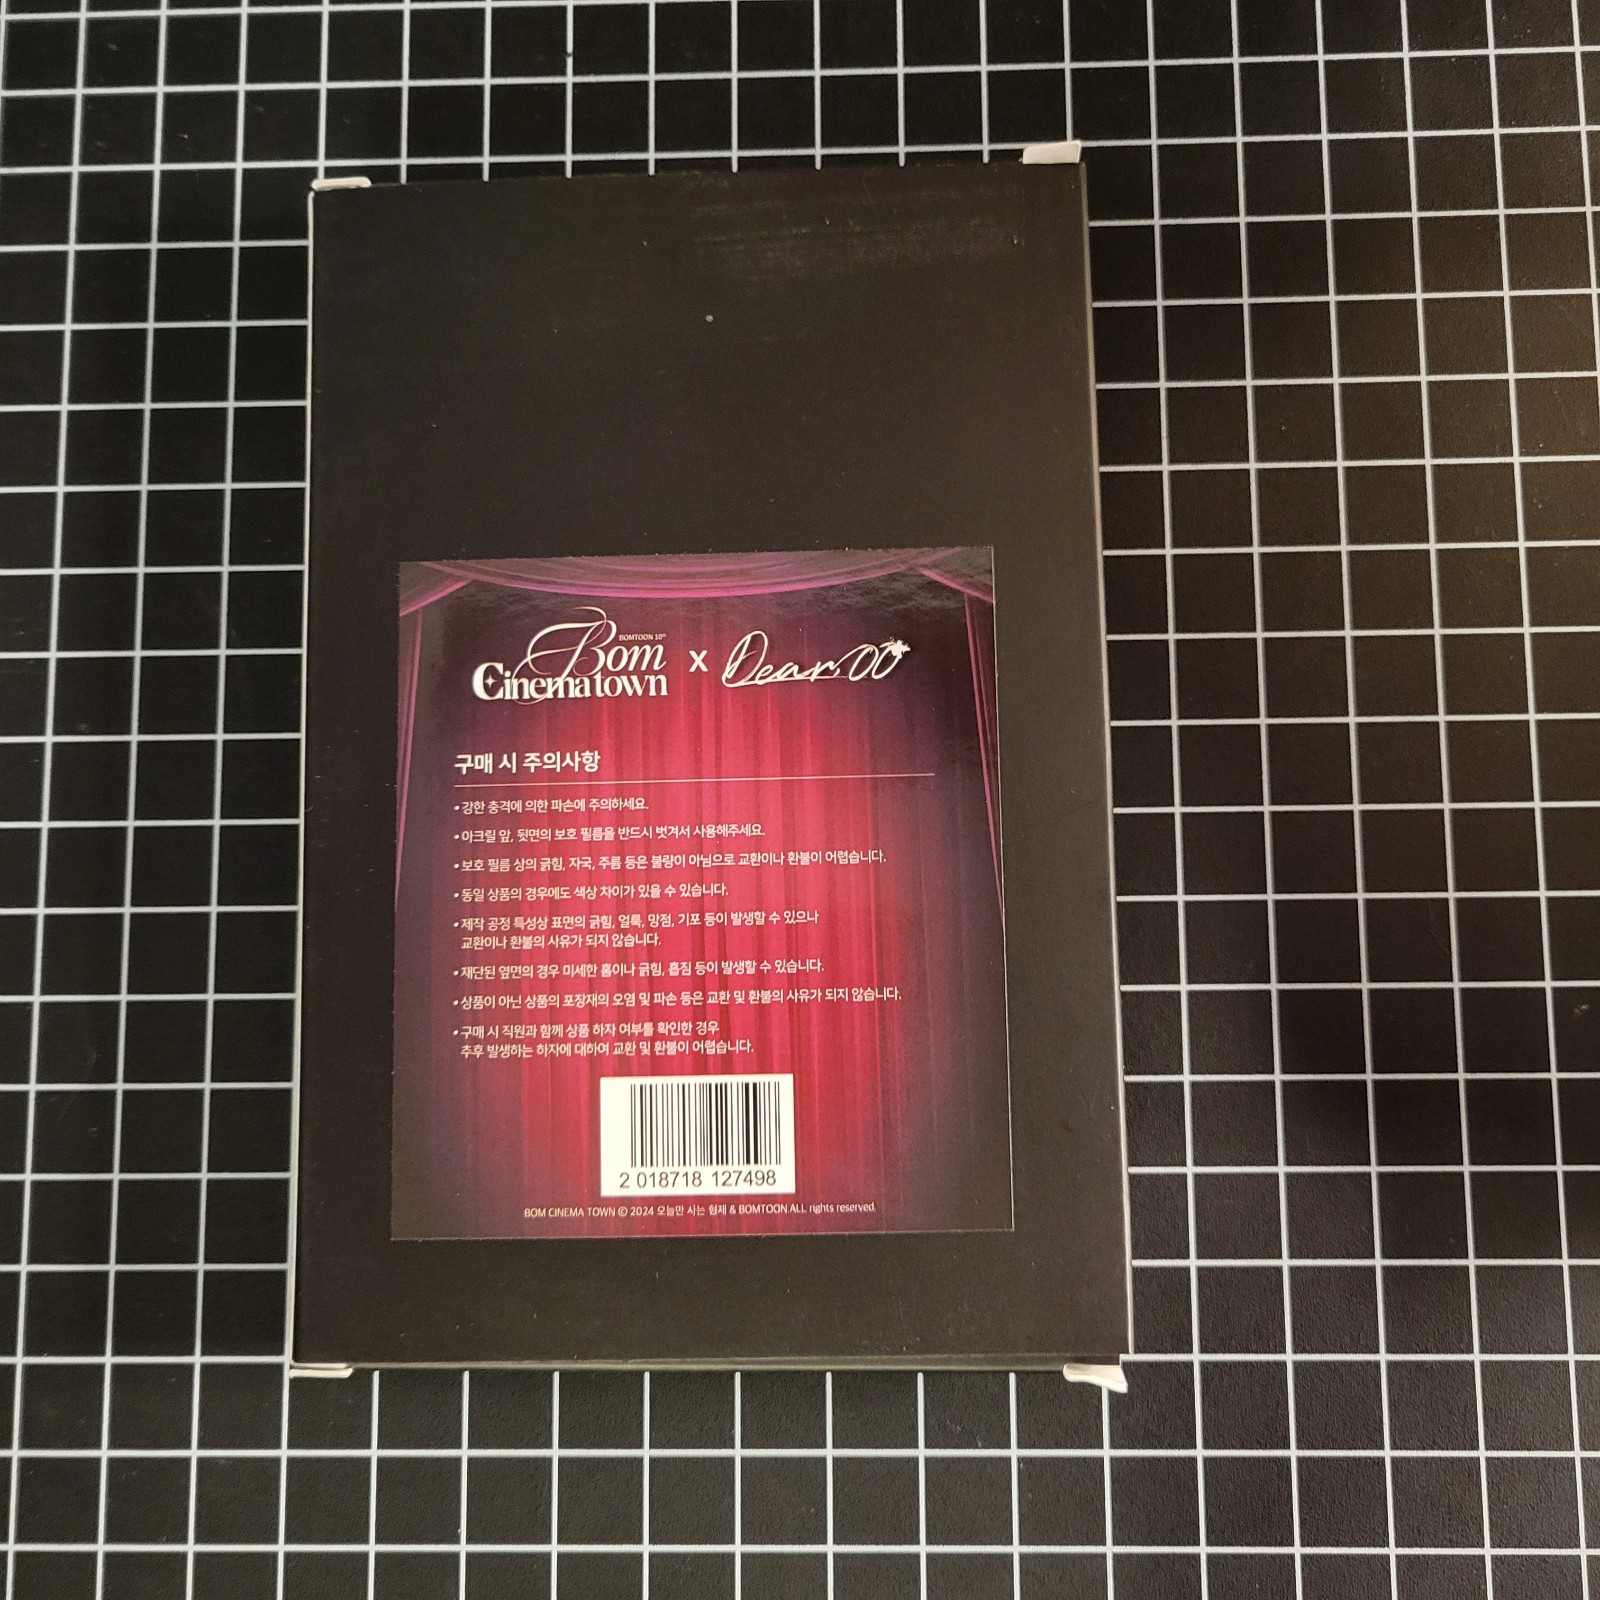 BOMTOON 10th
Bom
Cinema town
X
Dear.00
구매 시 주의사항
• 강한 충격에 의한 파손에 주의하세요.
• 아크릴 앞, 뒷면의 보호 필름을 반드시 벗겨서 사용해주세요.
• 보호 필름 상의 긁힘, 자국, 주름 등은 불량이 아님으로 교환이나 환불이 어렵습니다.
• 동일 상품의 경우에도 색상 차이가 있을 수 있습니다.
• 제작 공정 특성상 표면의 긁힘, 얼룩, 망점, 기포 등이 발생할 수 있으나
교환이나 환불의 사유가 되지 않습니다.
• 재단된 옆면의 경우 미세한 홈이나 긁힘, 흠짐 등이 발생할 수 있습니다.
• 상품이 아닌 상품의 포장재의 오염 및 파손 등은 교환 및 환불의 사유가 되지 않습니다.
• 구매 시 직원과 함께 상품 하자 여부를 확인한 경우
추후 발생하는 하자에 대하여 교환 및 환불이 어렵습니다.
2 018718 127498
BOM CINEMA TOWN © 2024 오늘만 사는 형제 & BOMTOON ALL rights reserved.